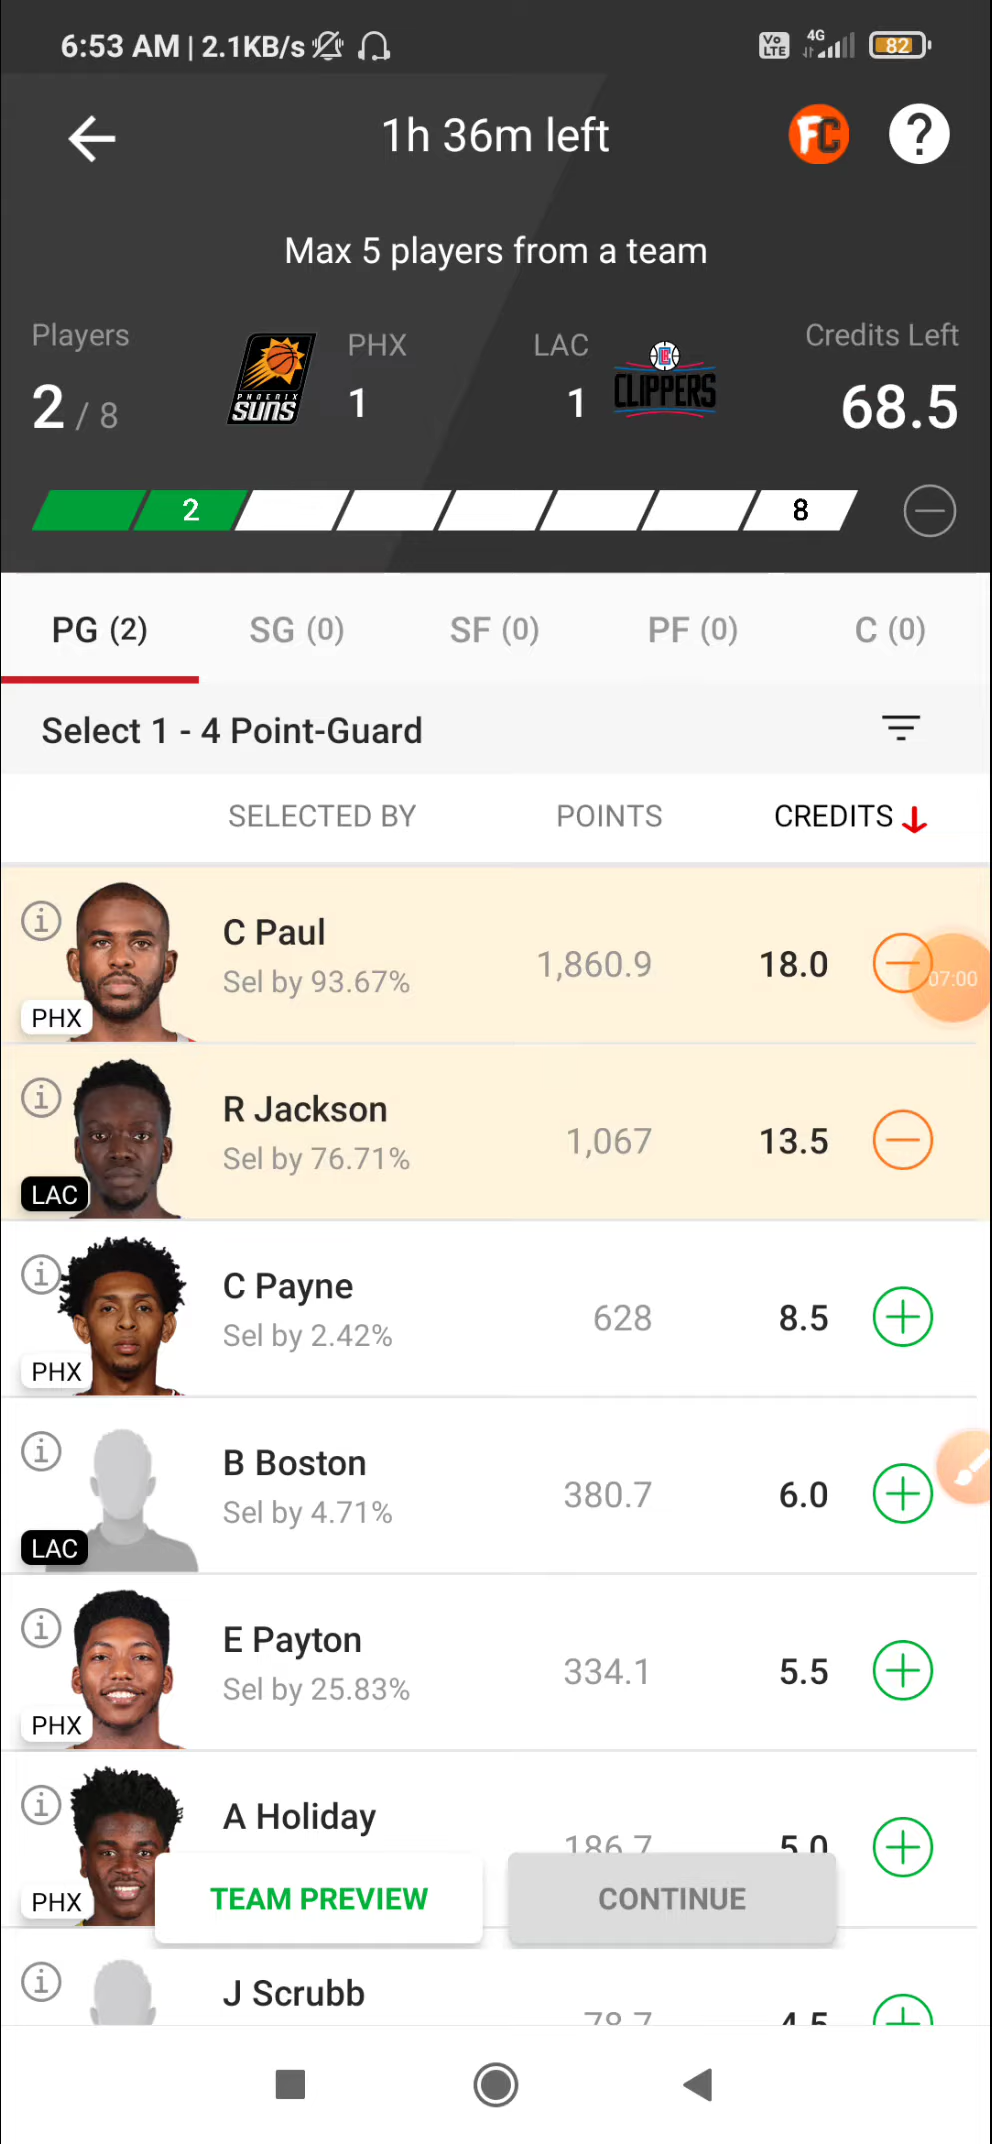 6:53 AM | 2.1KB/s
Vo LTE 4G 82
1h 36m left
FC ?
Max 5 players from a team
Players PHX LAC Credits Left
PHOENIX SUNS CLIPPERS
2 / 8 1 1 68.5
2 8
PG (2) SG (0) SF (0) PF (0) C (0)
Select 1 - 4 Point-Guard
SELECTED BY POINTS CREDITS
C Paul
Sel by 93.67% 1,860.9 18.0
07:00
PHX
R Jackson
Sel by 76.71% 1,067 13.5
LAC
C Payne
Sel by 2.42% 628 8.5
PHX
B Boston
Sel by 4.71% 380.7 6.0
LAC
E Payton
Sel by 25.83% 334.1 5.5
PHX
A Holiday
186.7 5.0
PHX
TEAM PREVIEW CONTINUE
J Scrubb
78.7 4.5